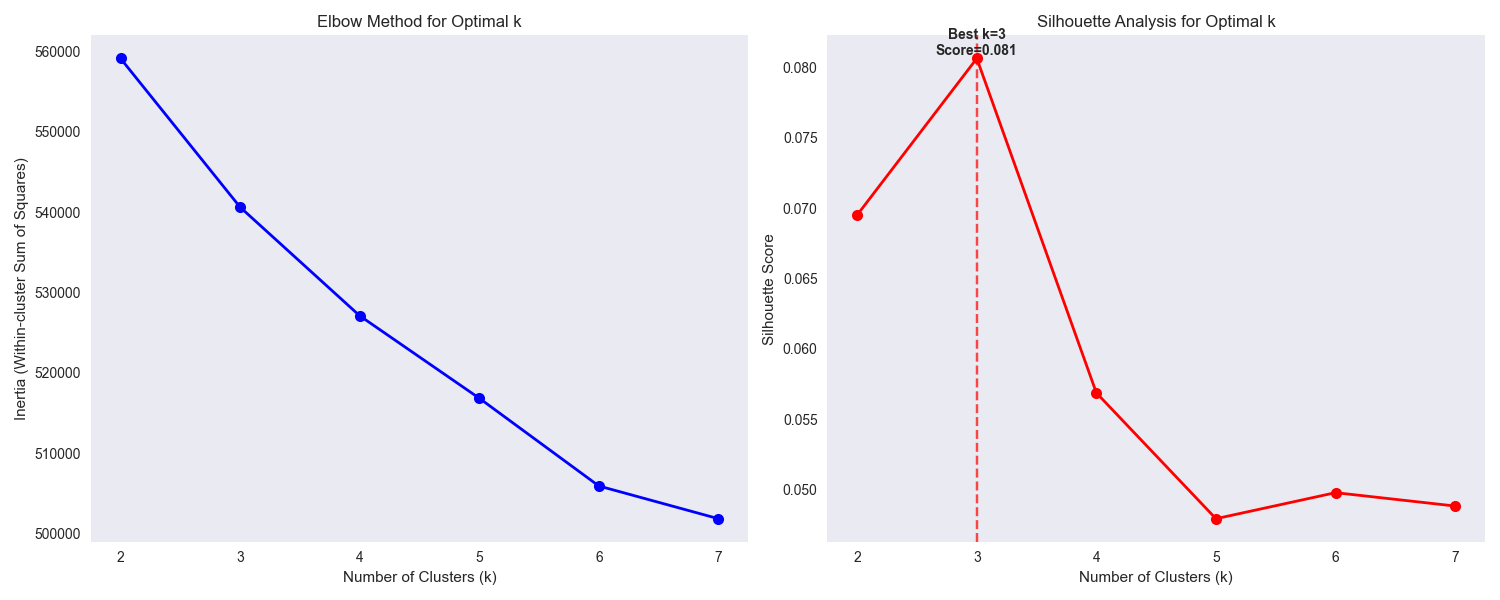 Elbow Method for Optimal k
560000
550000
540000
530000
520000
510000
500000
Inertia (Within-cluster Sum of Squares)
2 3 4 5 6 7
Number of Clusters (k)
Silhouette Analysis for Optimal k
Best k=3
Score=0.081
0.080
0.075
0.070
0.065
0.060
0.055
0.050
Silhouette Score
2 3 4 5 6 7
Number of Clusters (k)